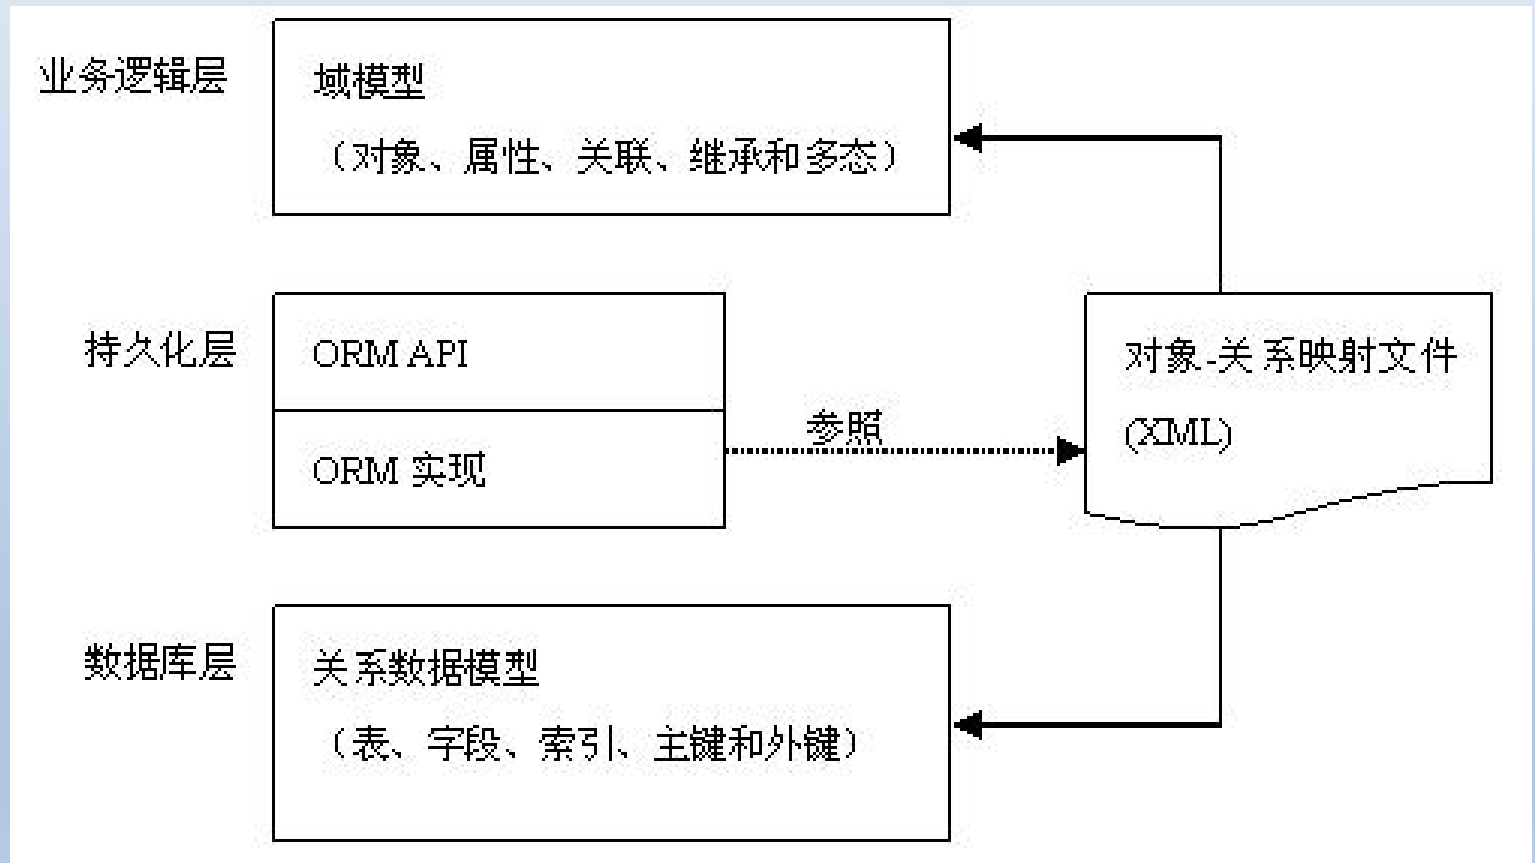 业务逻辑层
域模型
（对象、属性、关联、继承和多态）
持久化层
ORM API
ORM 实现
参照
对象-关系映射文件
(XML)
数据库层
关系数据模型
（表、字段、索引、主键和外键）